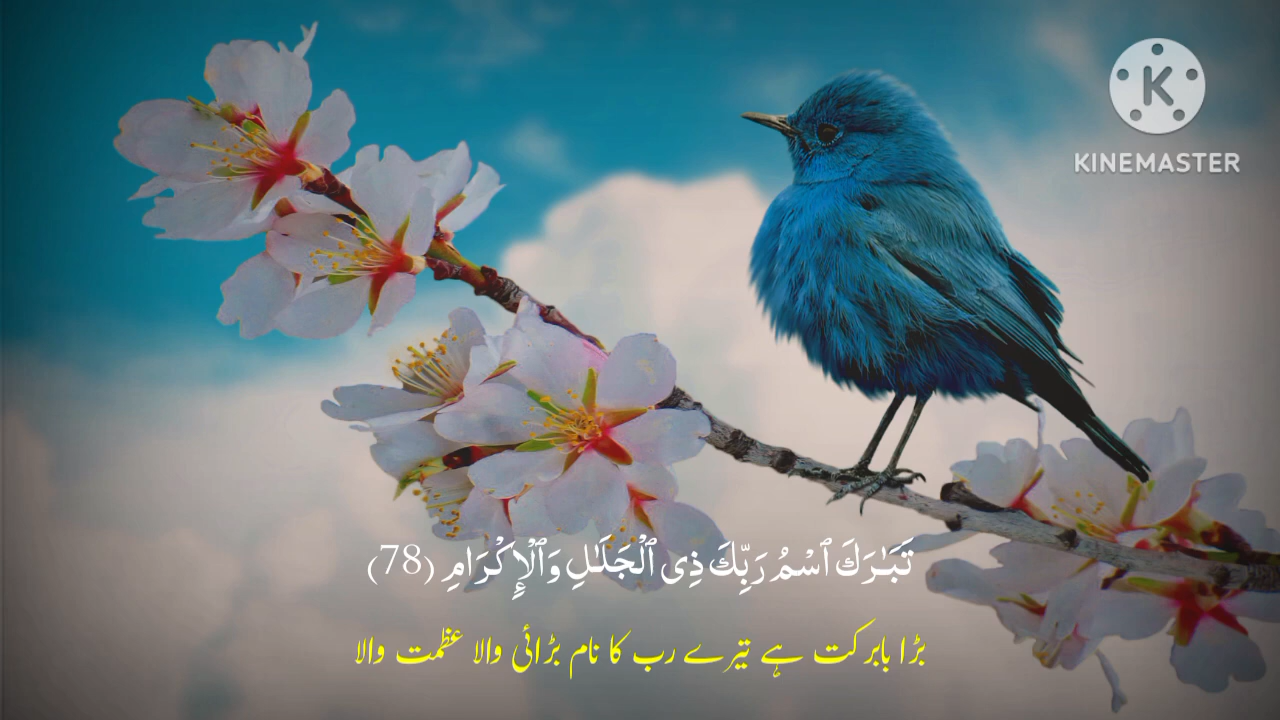 KINEMASTER
تَبَـٰرَكَ ٱسْمُ رَبِّكَ ذِى ٱلْجَلَـٰلِ وَٱلْإِكْرَامِ (78)
بڑا بابرکت ہے تیرے رب کا نام بڑائی والا عظمت والا